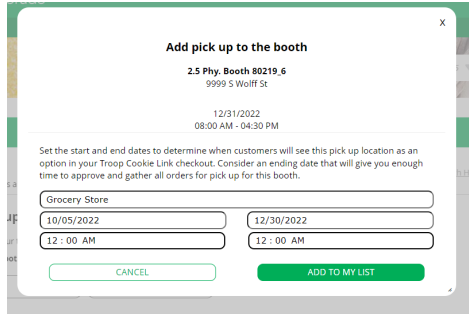 X
Add pick up to the booth
2.5 Phy. Booth 80219_6
9999 S Wolff St
12/31/2022
08:00 AM - 04:30 PM
Set the start and end dates to determine when customers will see this pick up location as an
option in your Troop Cookie Link checkout. Consider an ending date that will give you enough
time to approve and gather all orders for pick up for this booth.
Grocery Store
10/05/2022
12/30/2022
12 : 00 AM
12 : 00 AM
CANCEL
ADD TO MY LIST